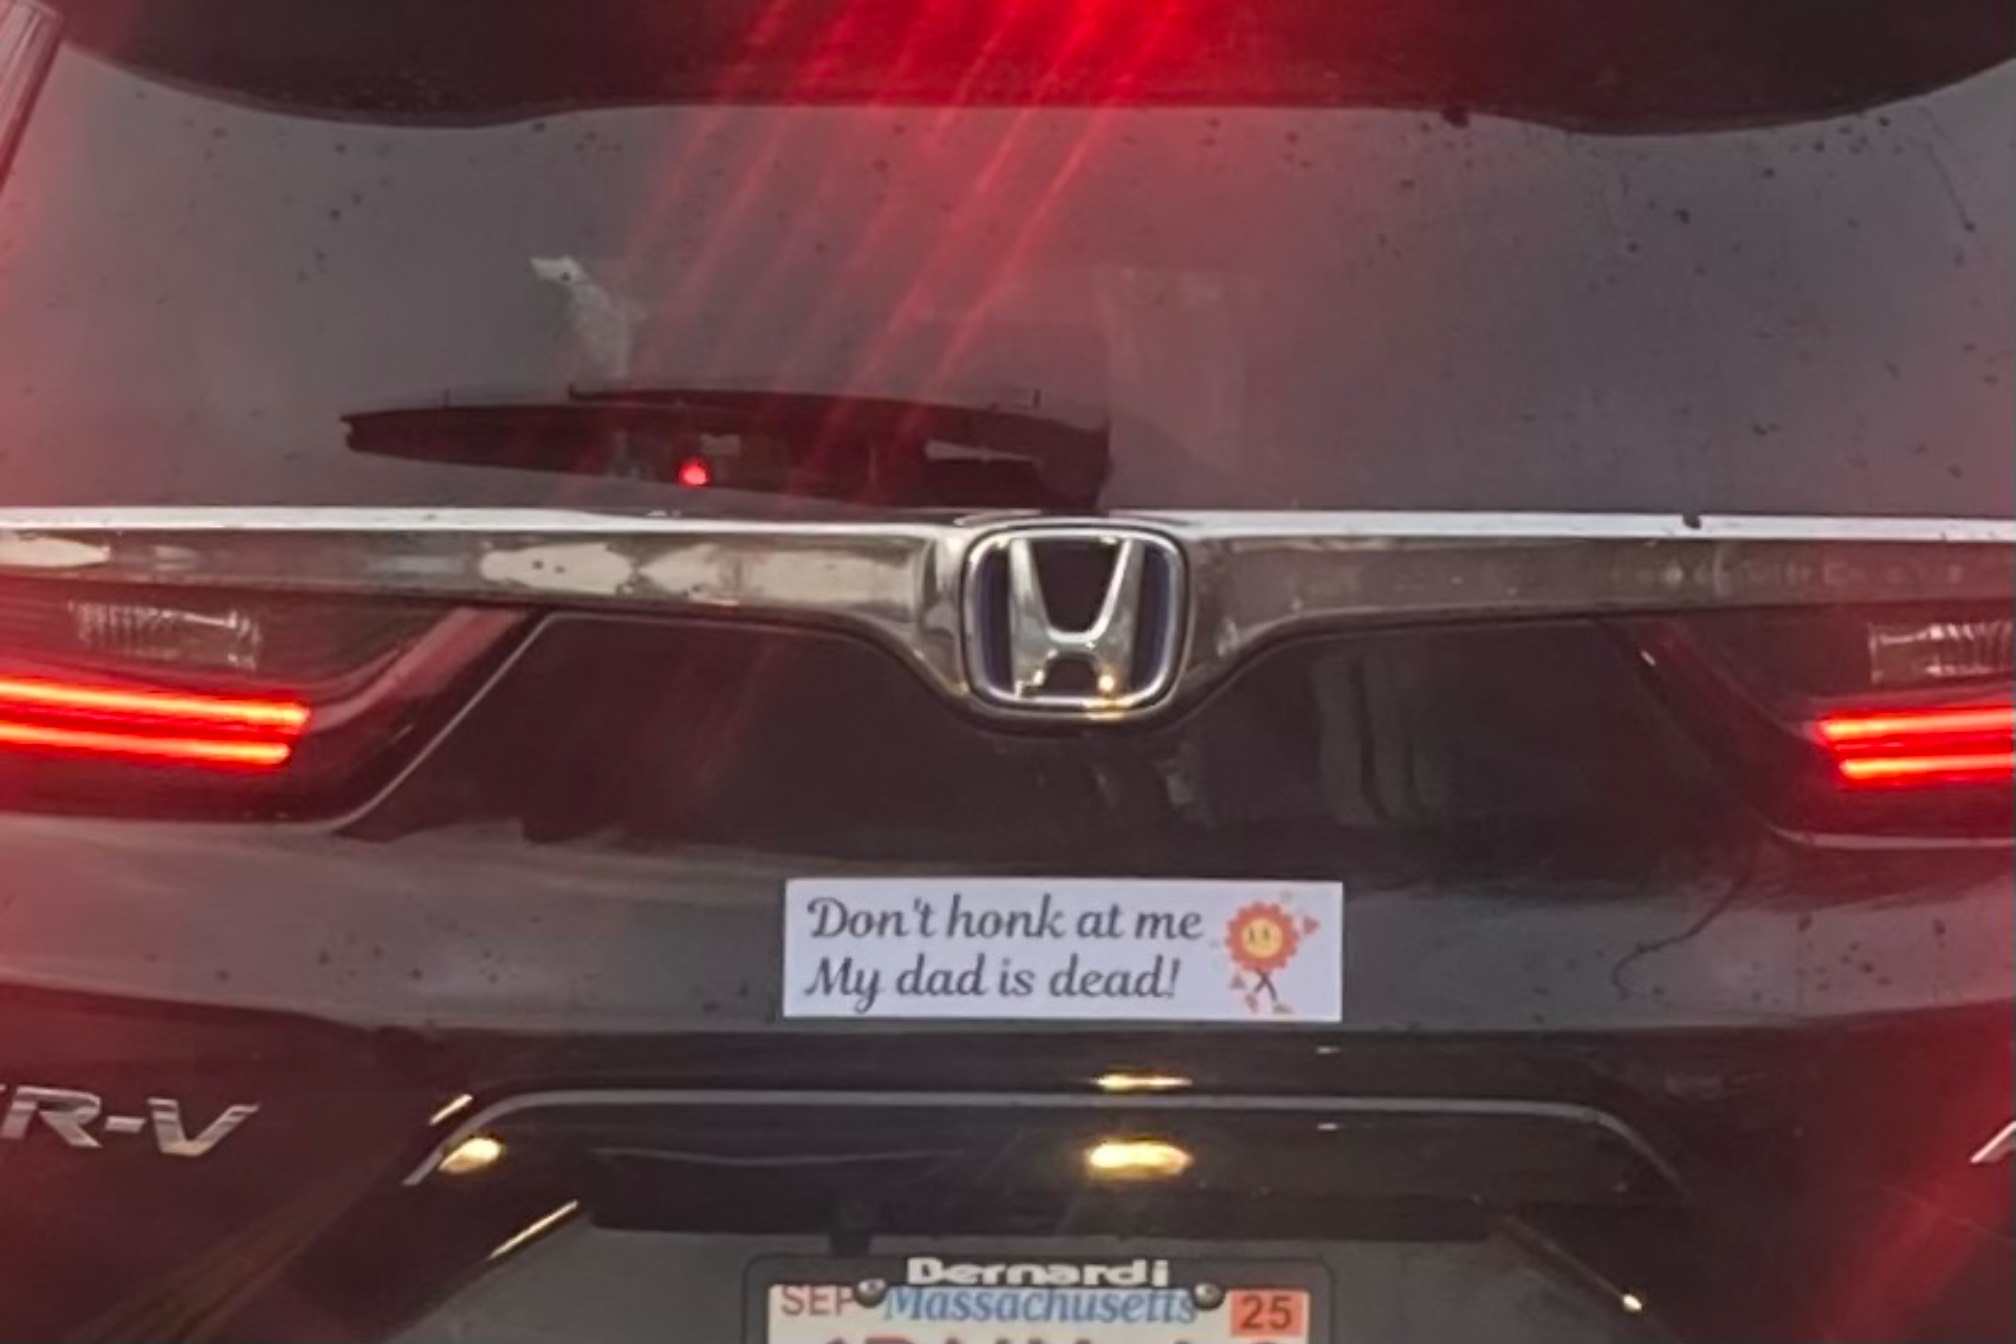 Don't honk at me
My dad is dead!
R-V
Bernardi
SEP Massachusetts 25